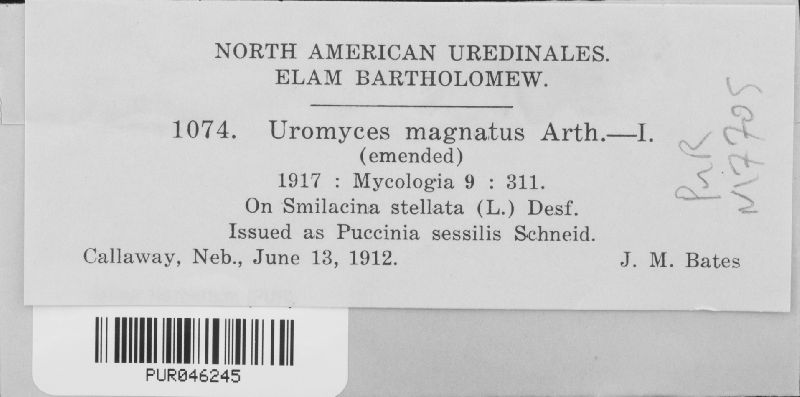 NORTH AMERICAN UREDINALES.
ELAM BARTHOLOMEW.
1074. Uromyces magnatus Arth.—I.
(emended)
1917 : Mycologia 9 : 311.
On Smilacina stellata (L.) Desf.
Issued as Puccinia sessilis Schneid.
Callaway, Neb., June 13, 1912. J. M. Bates
PUR
N17705
PUR046245